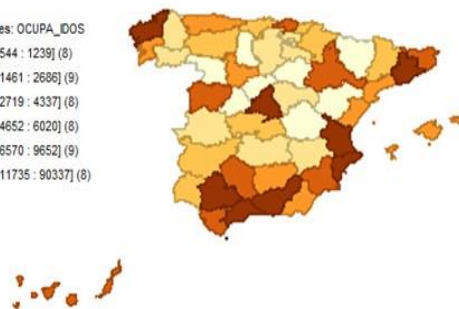 es: OCUPA_IDOS
544 : 1239] (8)
1461 : 2686] (9)
2719 : 4337] (8)
4652 : 6020] (8)
6570 : 9652] (9)
11735 : 90337] (8)